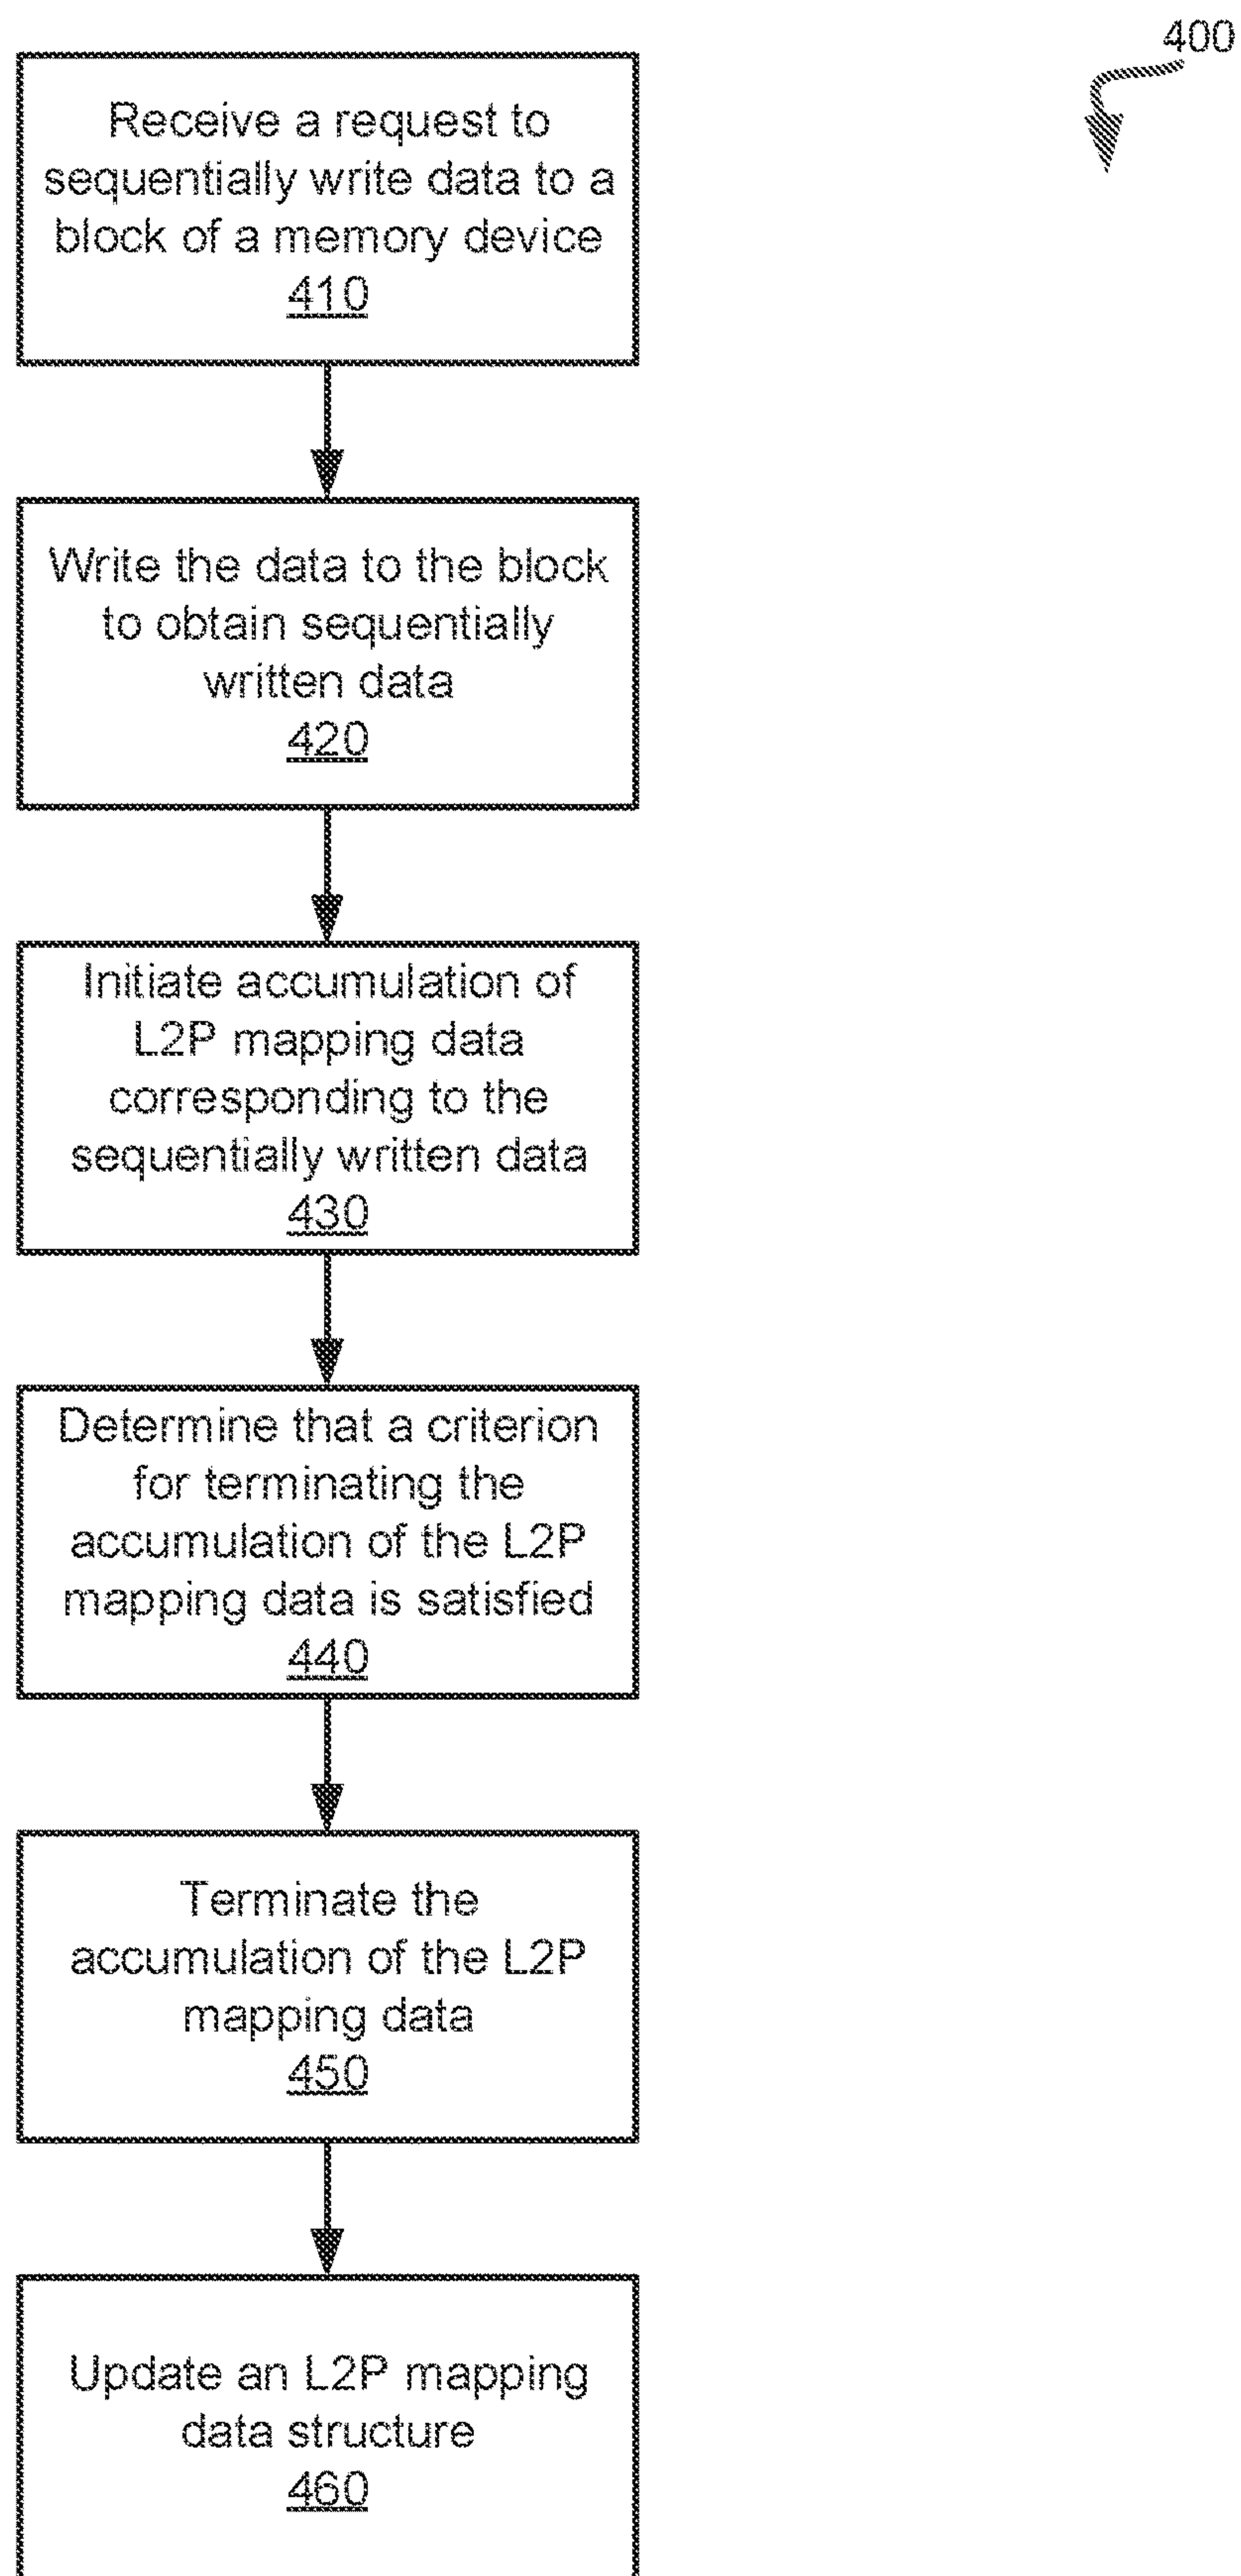 400
Receive a request to
sequentially write data to a
block of a memory device
410
Write the data to the block
to obtain sequentially
written data
420
Initiate accumulation of
L2P mapping data
corresponding to the
sequentially written data
430
Determine that a criterion
for terminating the
accumulation of the L2P
mapping data is satisfied
440
Terminate the
accumulation of the L2P
mapping data
450
Update an L2P mapping
data structure
460